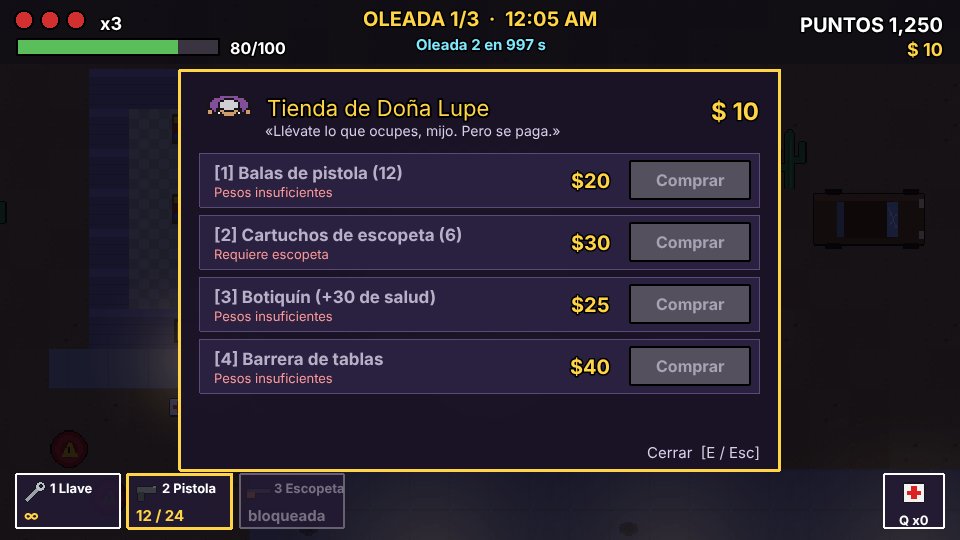 x3
80/100
OLEADA 1/3 · 12:05 AM
Oleada 2 en 997 s
PUNTOS 1,250
$ 10
Tienda de Doña Lupe
$ 10
«Llévate lo que ocupes, mijo. Pero se paga.»
[1] Balas de pistola (12)
Pesos insuficientes
$20
Comprar
[2] Cartuchos de escopeta (6)
Requiere escopeta
$30
Comprar
[3] Botiquín (+30 de salud)
Pesos insuficientes
$25
Comprar
[4] Barrera de tablas
Pesos insuficientes
$40
Comprar
Cerrar [E / Esc]
1 Llave
∞
2 Pistola
12 / 24
3 Escopeta
bloqueada
Q x0